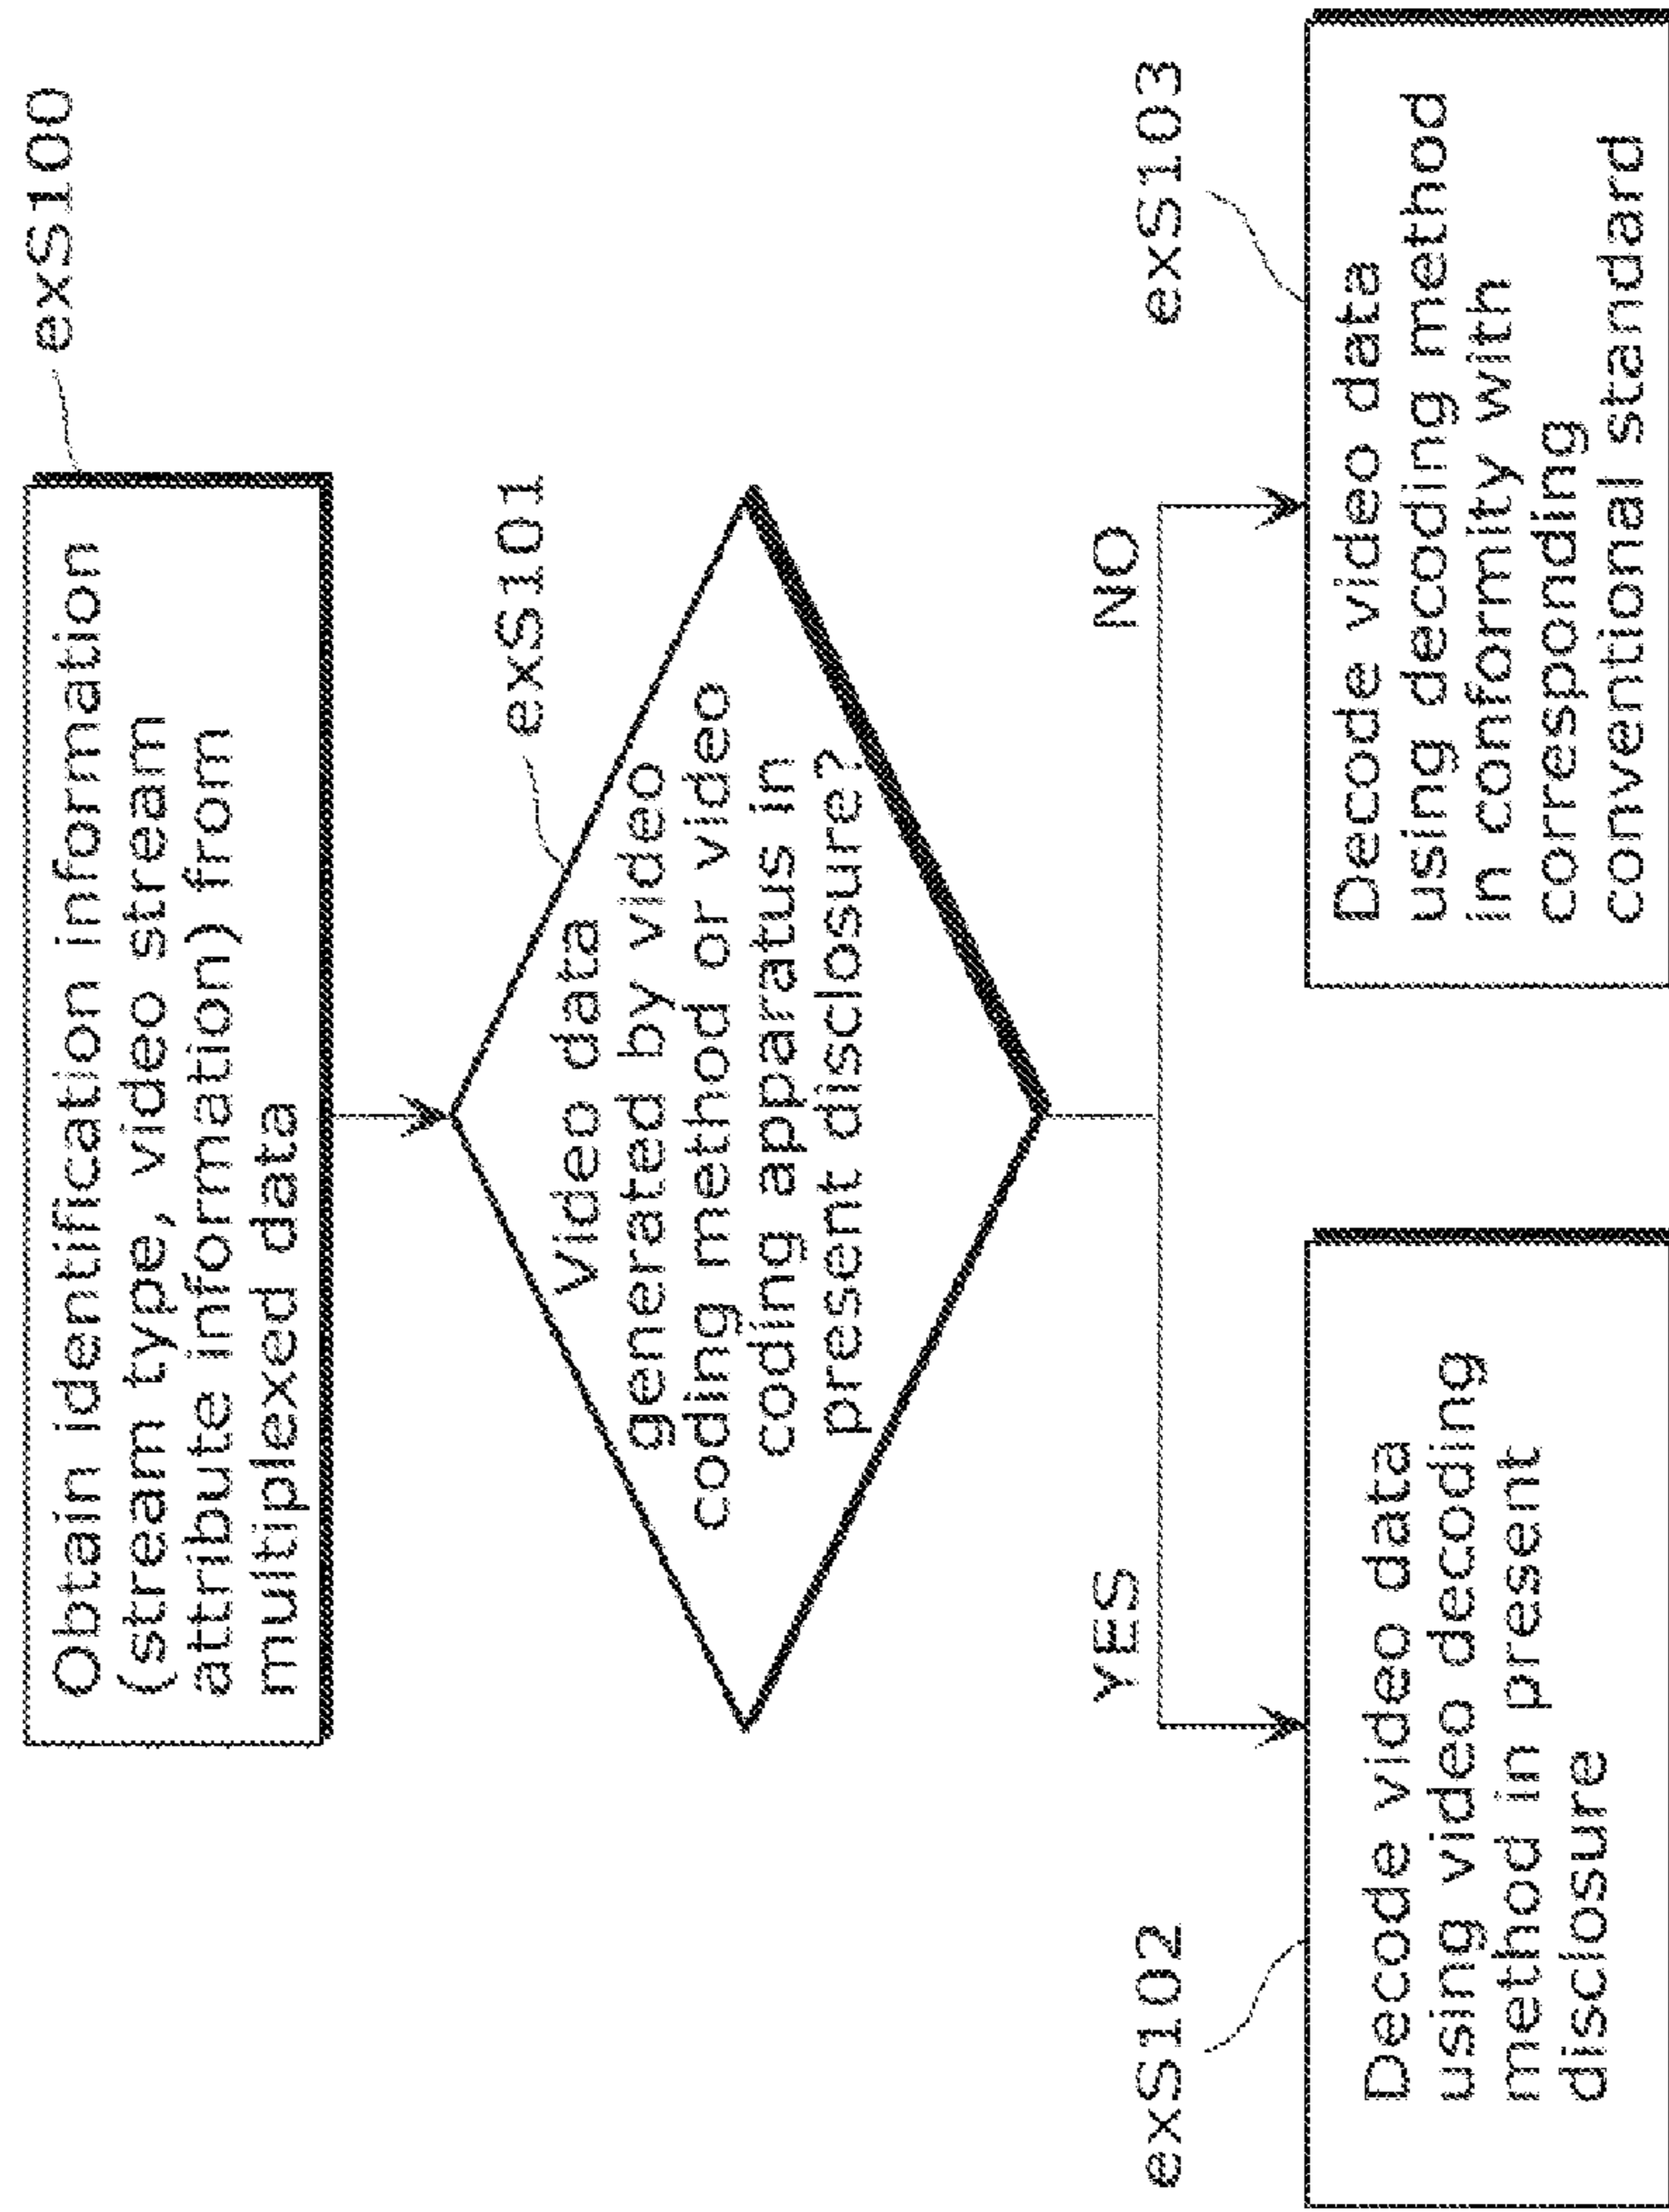 exS100
Obtain identification information
(stream type, video stream
attribute information) from
multiplexed data
exS101
Video data
generated by video
coding method or video
coding apparatus in
present disclosure?
YES
NO
exS102
Decode video data
using video decoding
method in present
disclosure
exS103
Decode video data
using decoding method
in conformity with
corresponding
conventional standard